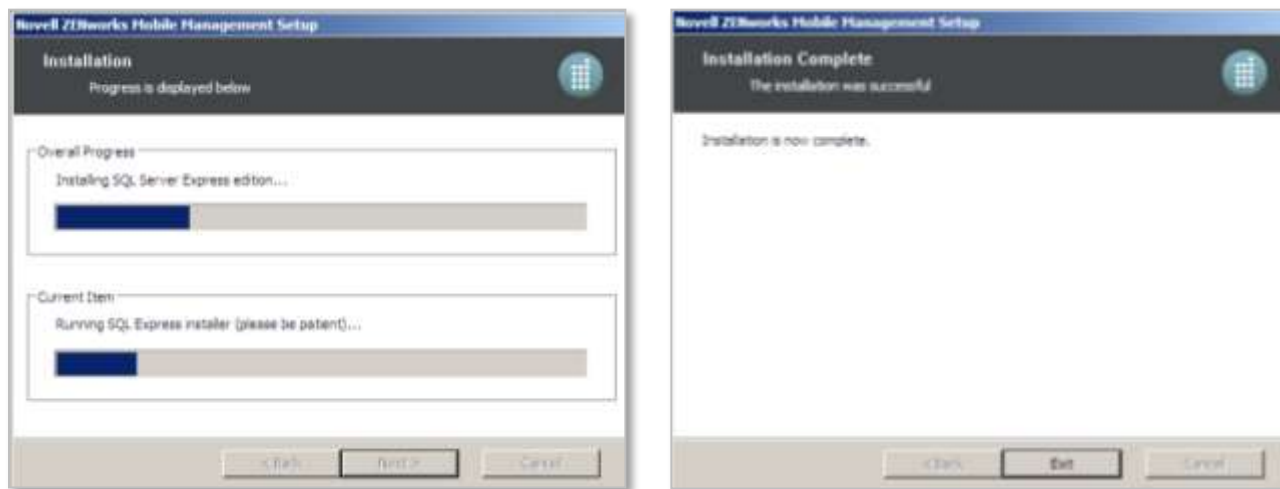 Novell ZENworks Mobile Management Setup
Installation
Progress is displayed below
Overall Progress
Installing SQL Server Express edition...
Current Item
Running SQL Express installer (please be patient)...
< Back
Next >
Cancel
Novell ZENworks Mobile Management Setup
Installation Complete
The installation was successful
Installation is now complete.
< Back
Exit
Cancel